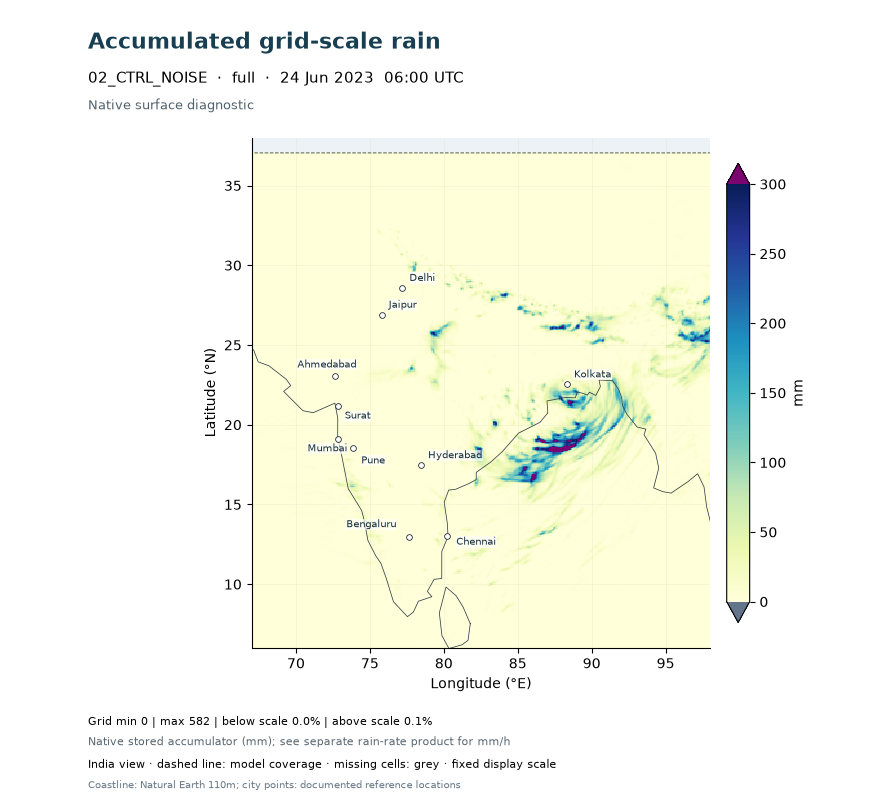 Accumulated grid-scale rain
02_CTRL_NOISE · full · 24 Jun 2023 06:00 UTC
Native surface diagnostic
35
30
25
20
15
10
Latitude (°N)
70
75
80
85
90
95
Longitude (°E)
Delhi
Jaipur
Ahmedabad
Kolkata
Surat
Mumbai
Pune
Hyderabad
Bengaluru
Chennai
300
250
200
150
100
50
0
mm
Grid min 0 | max 582 | below scale 0.0% | above scale 0.1%
Native stored accumulator (mm); see separate rain-rate product for mm/h
India view · dashed line: model coverage · missing cells: grey · fixed display scale
Coastline: Natural Earth 110m; city points: documented reference locations